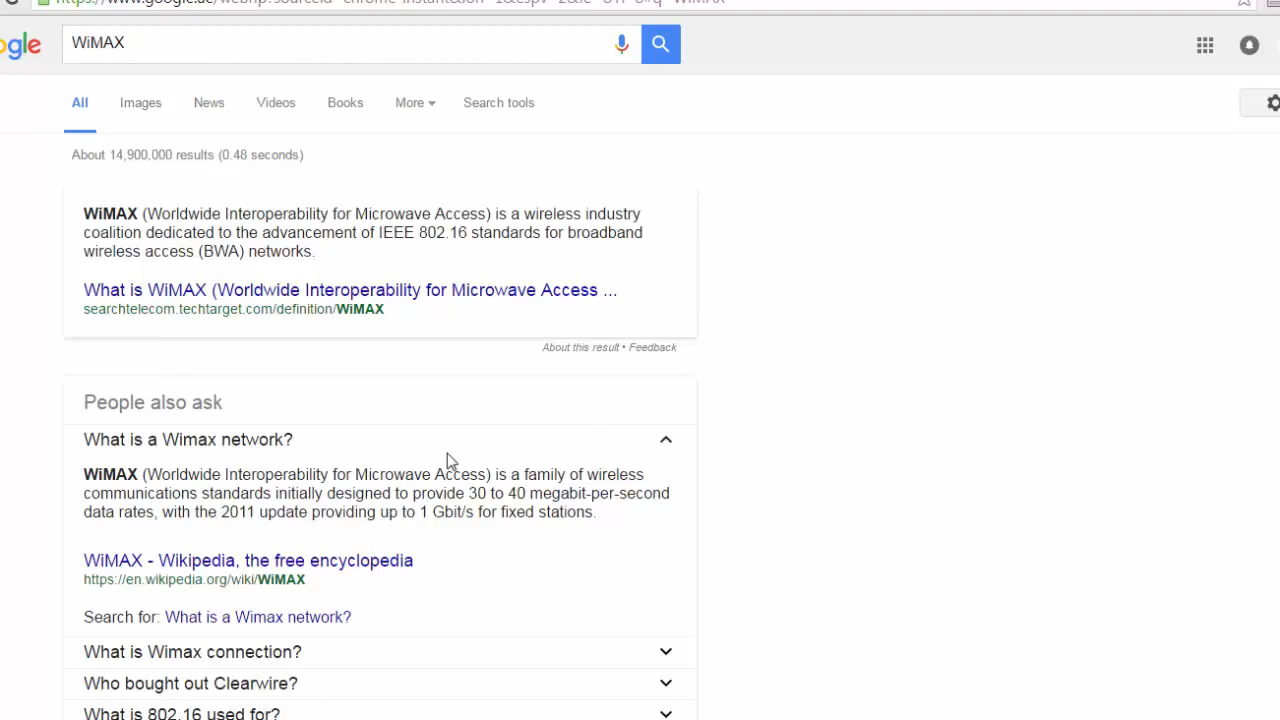 ogle
WiMAX
All Images News Videos Books More Search tools
About 14,900,000 results (0.48 seconds)
WiMAX (Worldwide Interoperability for Microwave Access) is a wireless industry
coalition dedicated to the advancement of IEEE 802.16 standards for broadband
wireless access (BWA) networks.
What is WiMAX (Worldwide Interoperability for Microwave Access ...
searchtelecom.techtarget.com/definition/WiMAX
About this result • Feedback
People also ask
What is a Wimax network?
WiMAX (Worldwide Interoperability for Microwave Access) is a family of wireless
communications standards initially designed to provide 30 to 40 megabit-per-second
data rates, with the 2011 update providing up to 1 Gbit/s for fixed stations.
WiMAX - Wikipedia, the free encyclopedia
https://en.wikipedia.org/wiki/WiMAX
Search for: What is a Wimax network?
What is Wimax connection?
Who bought out Clearwire?
What is 802.16 used for?